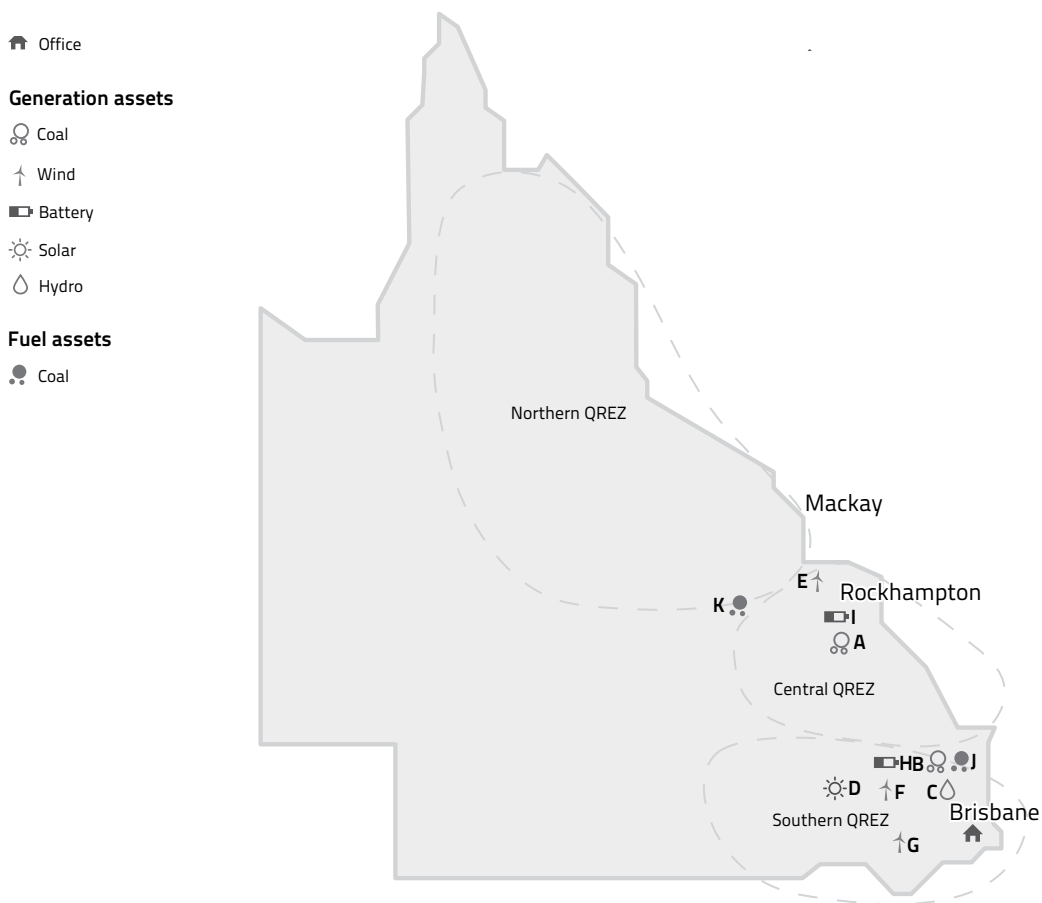 Office
Generation assets
Coal
Wind
Battery
Solar
Hydro
Fuel assets
Coal
Northern QREZ
Mackay
E
Rockhampton
K
I
A
Central QREZ
H B J
D F C
Brisbane
Southern QREZ
G